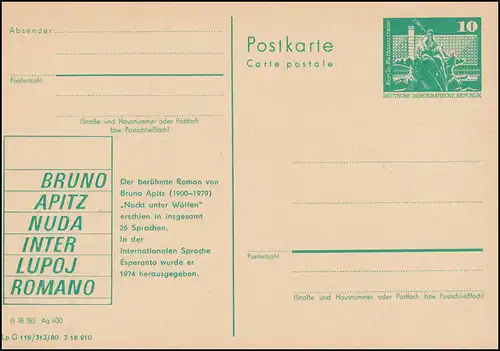 Absender
Postleitzahl
(Straße und Hausnummer oder Postfach
bzw. Postschließfach)
BRUNO
APITZ
NUDA
INTER
LUPOJ
ROMANO
Der berühmte Roman von
Bruno Apitz (1900–1979)
„Nackt unter Wölfen"
erschien in insgesamt
26 Sprachen.
In der
internationalen Sprache
Esperanto wurde er
1974 herausgegeben.
III 18 185 Ag 400
Lp G 116/313/80 3 16 210
Postkarte
Carte postale
10
Berlin, Rathausstrasse
DEUTSCHE DEMOKRATISCHE REPUBLIK
Postleitzahl
(Straße und Hausnummer oder Postfach bzw. Postschließfach)